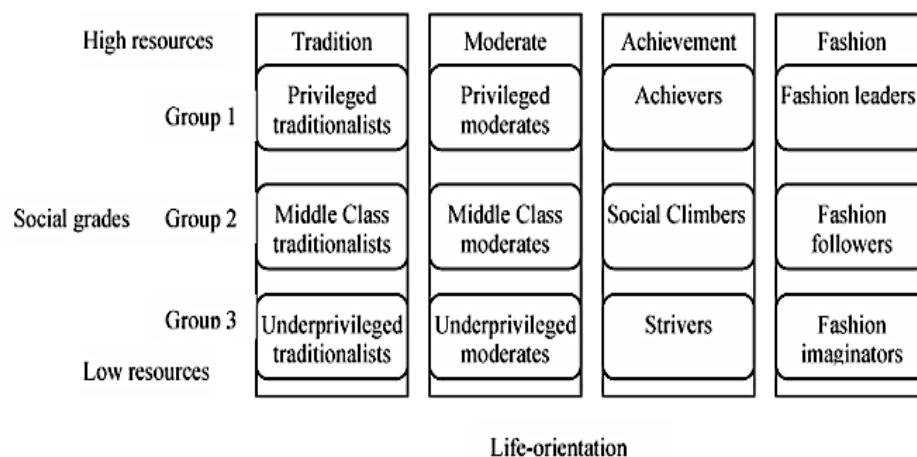 High resources
Tradition
Moderate
Achievement
Fashion
Group 1
Privileged
traditionalists
Privileged
moderates
Achievers
Fashion leaders
Social grades
Group 2
Middle Class
traditionalists
Middle Class
moderates
Social Climbers
Fashion
followers
Group 3
Underprivileged
traditionalists
Underprivileged
moderates
Strivers
Fashion
imaginators
Low resources
Life-orientation